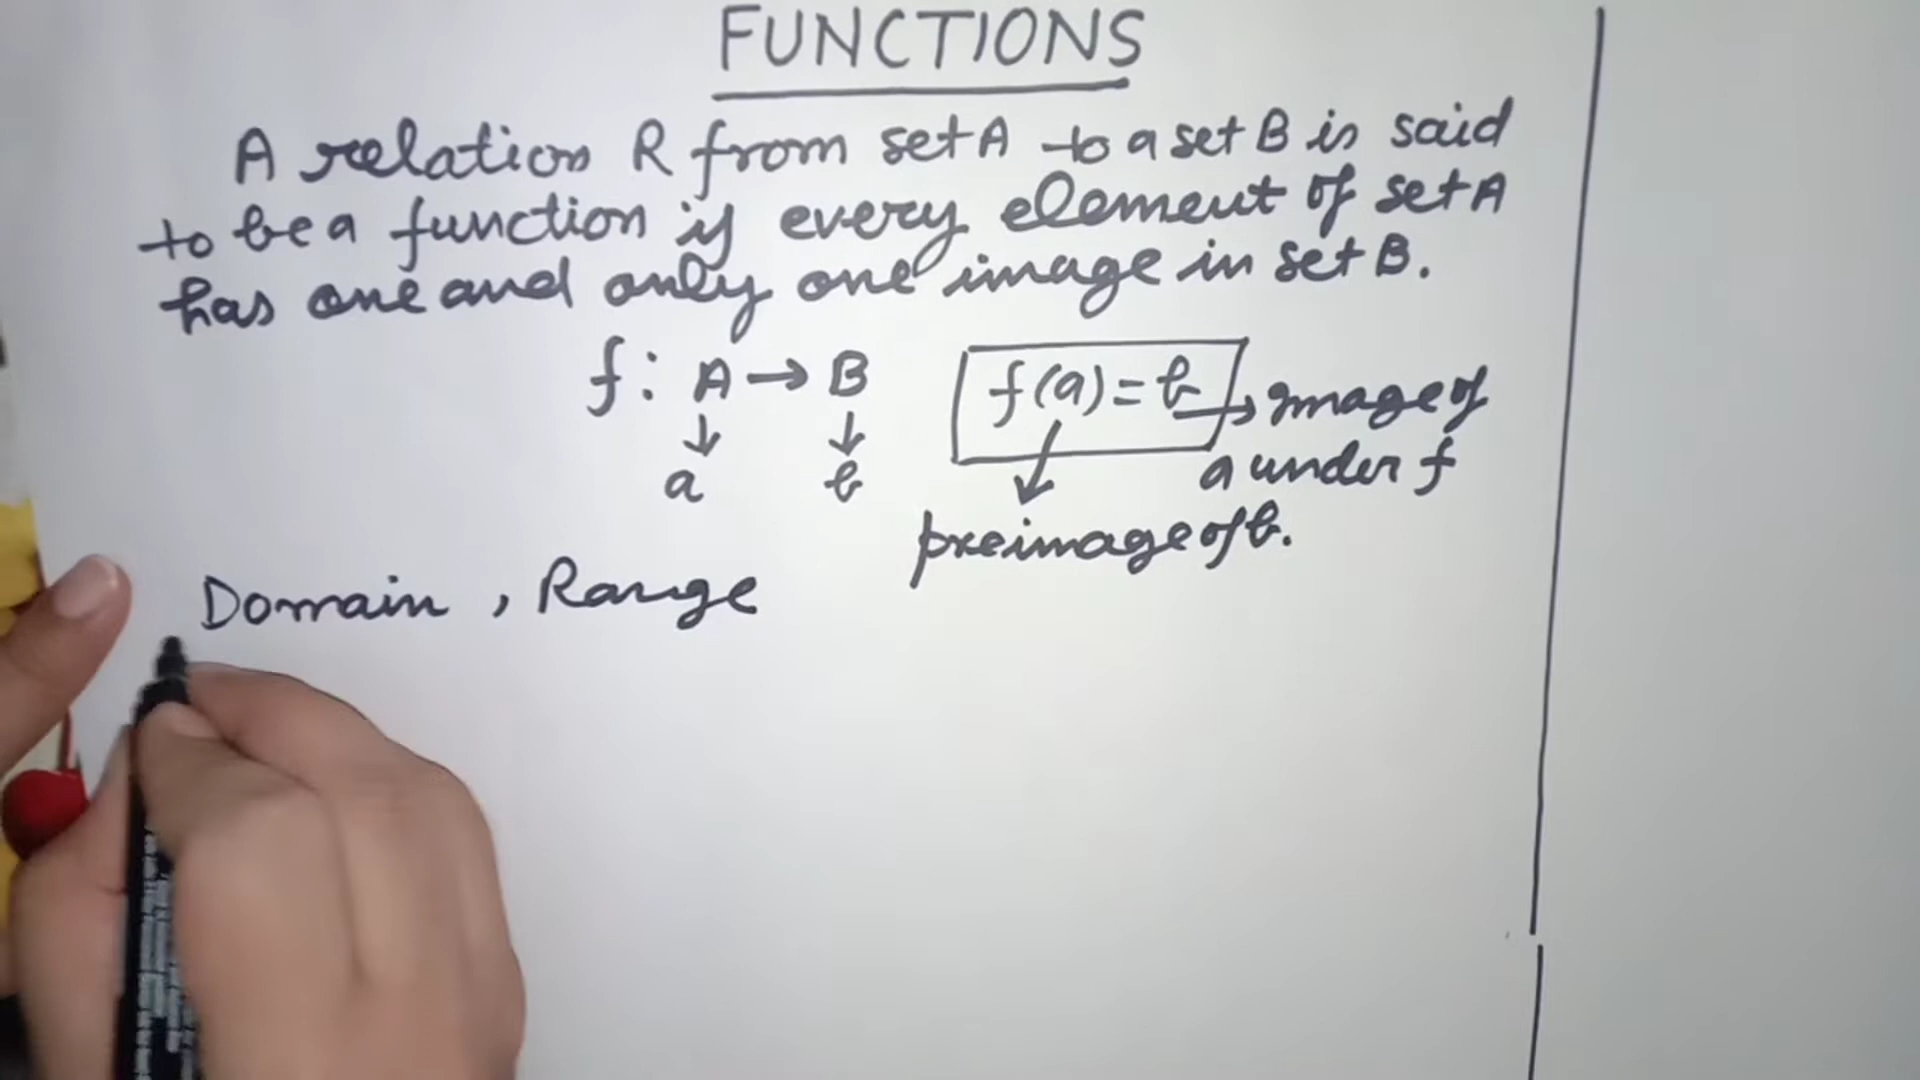 FUNCTIONS
A relation R from set A to a set B is said
to be a function if every element of set A
has one and only one image in set B.
f: A → B
f(a) = b → Image of
a under f
↓ ↓
a b
preimage of b.
Domain, Range